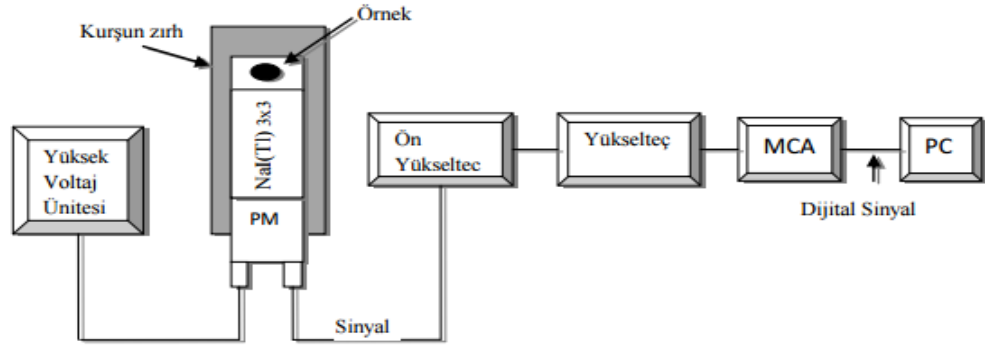 Örnek
Kurşun zırh
Yüksek
Voltaj
Ünitesi
NaI(Tl) 3x3
PM
Ön
Yükseltec
Yükselteç
MCA
PC
Dijital Sinyal
Sinyal